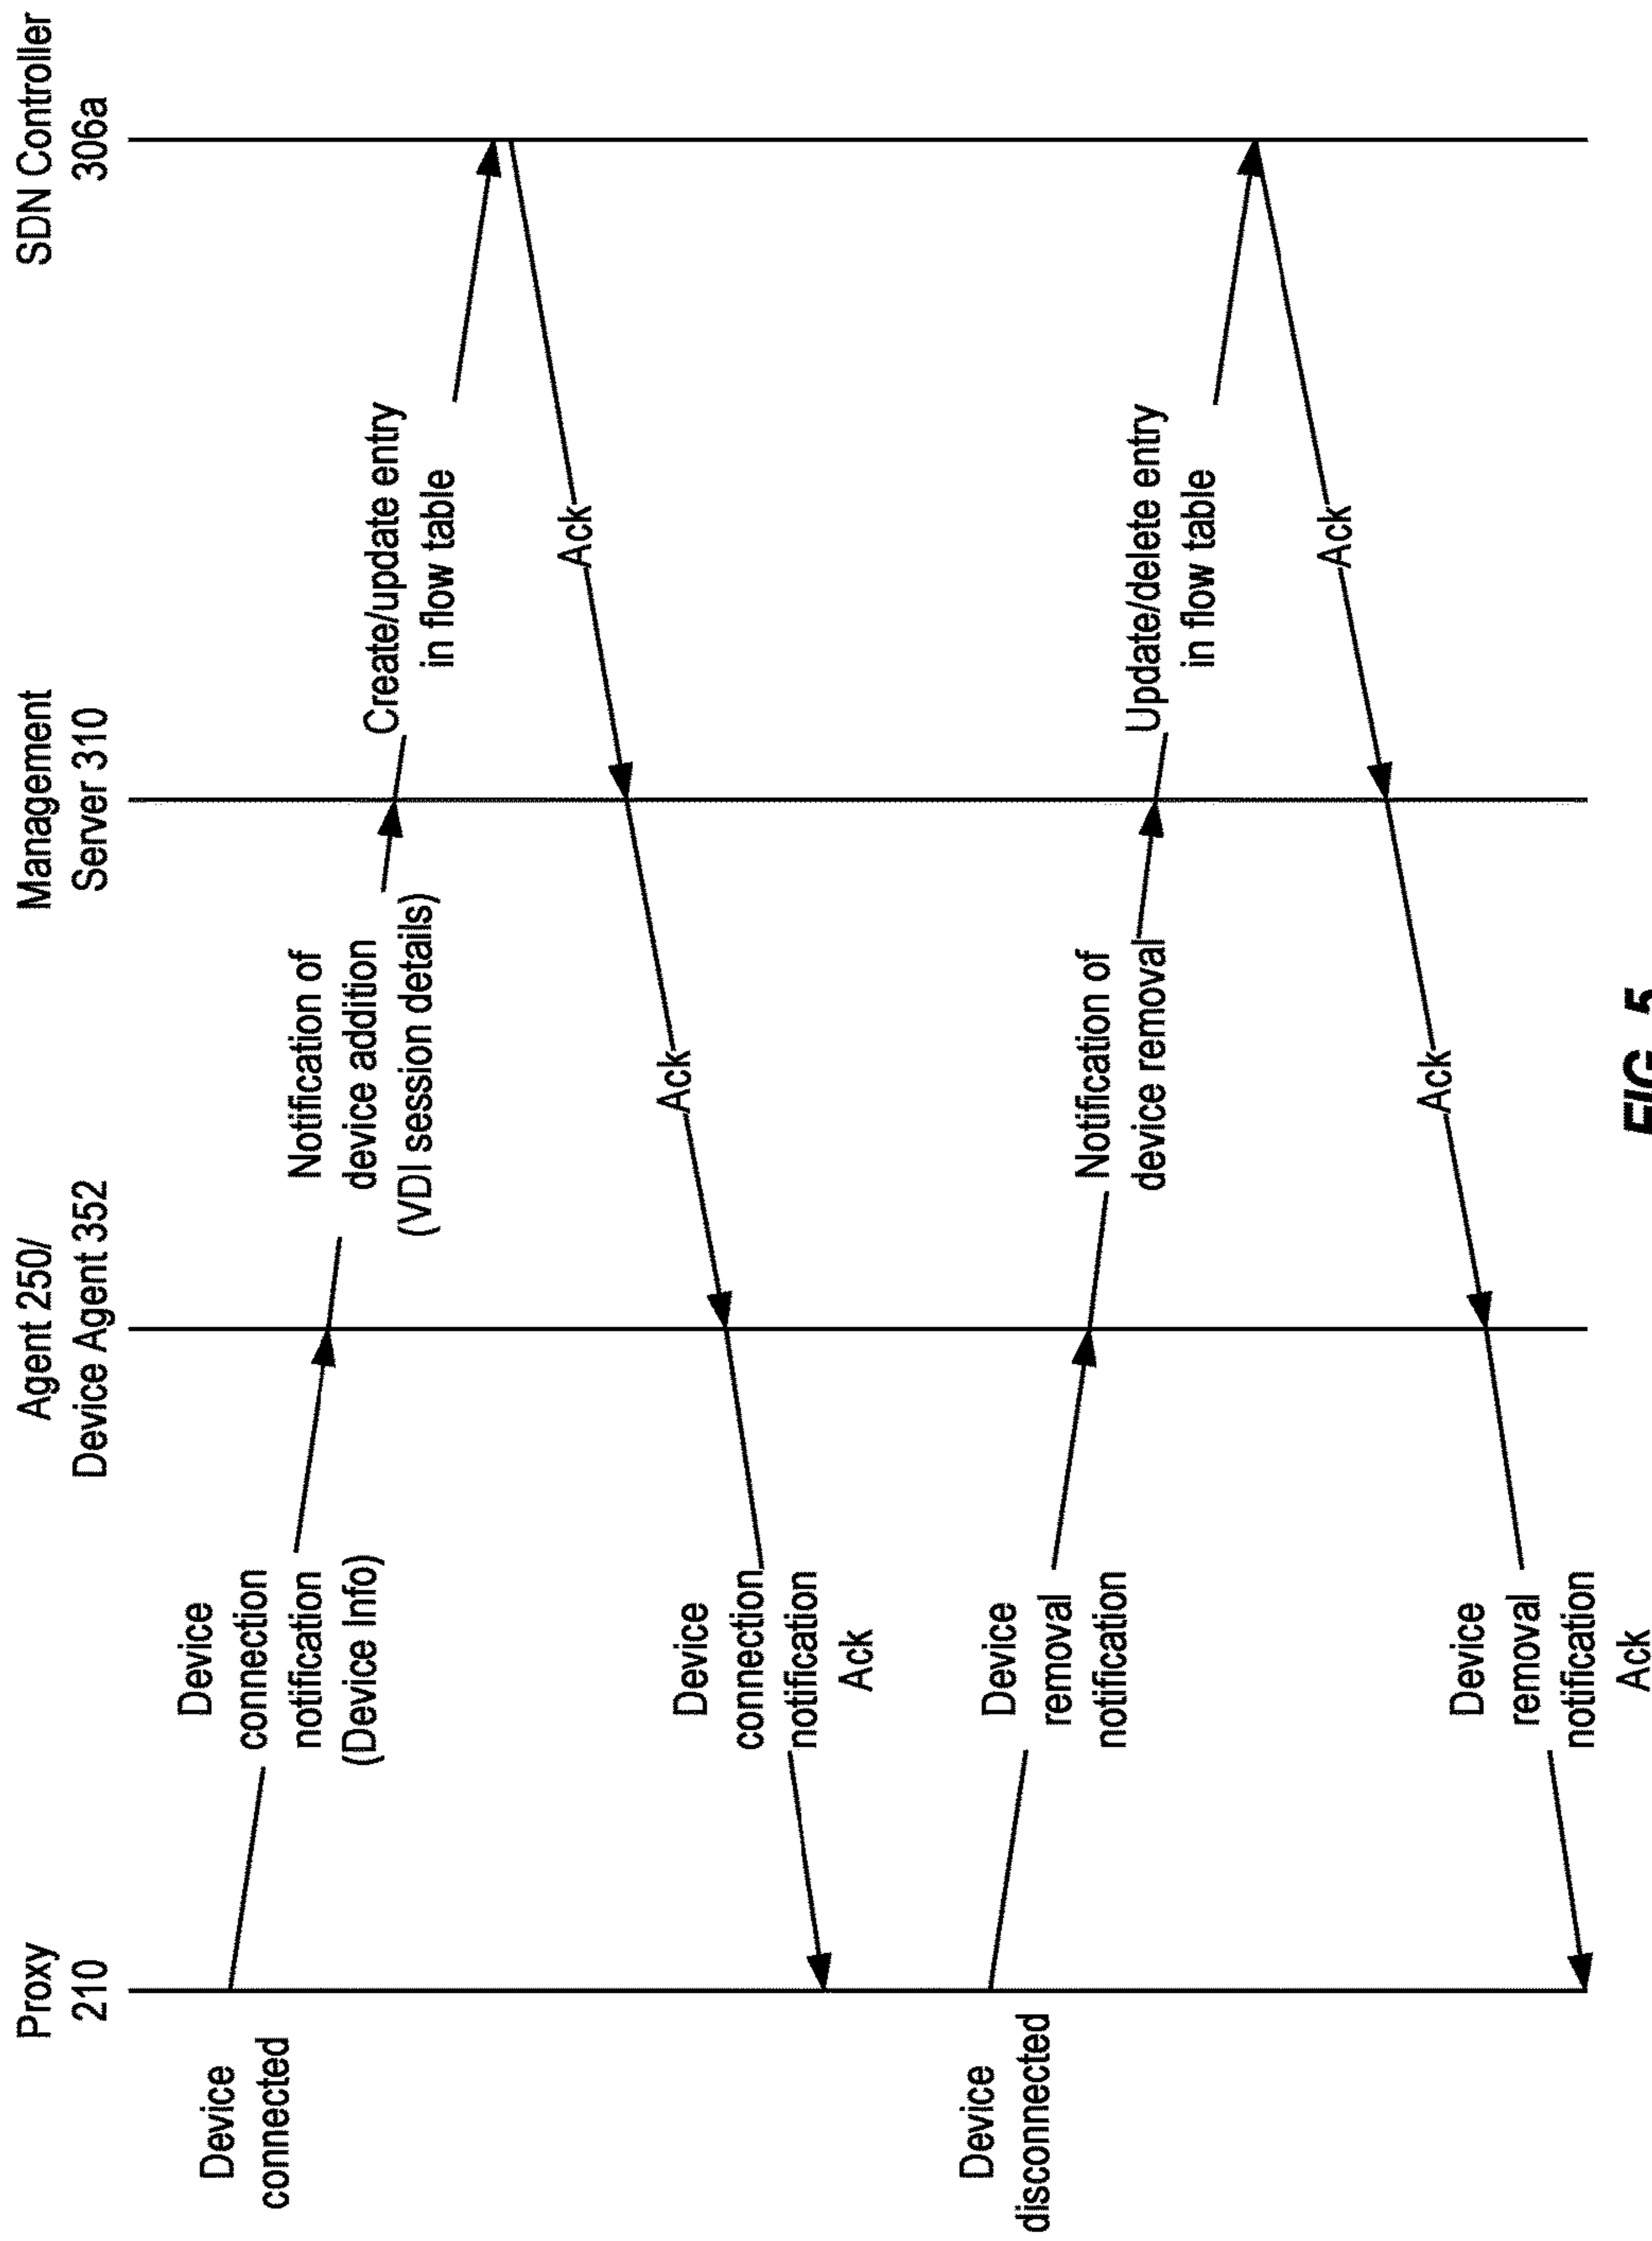 Proxy
210
Agent 250/
Device Agent 352
Management
Server 310
SDN Controller
306a
Device
connected
Device
connection
notification
(Device Info)
Notification of
device addition
(VDI session details)
Create/update entry
in flow table
Ack
Ack
Device
connection
notification
Ack
Device
disconnected
Device
removal
notification
Notification of
device removal
Update/delete entry
in flow table
Ack
Ack
Device
removal
notification
Ack
FIG. 5